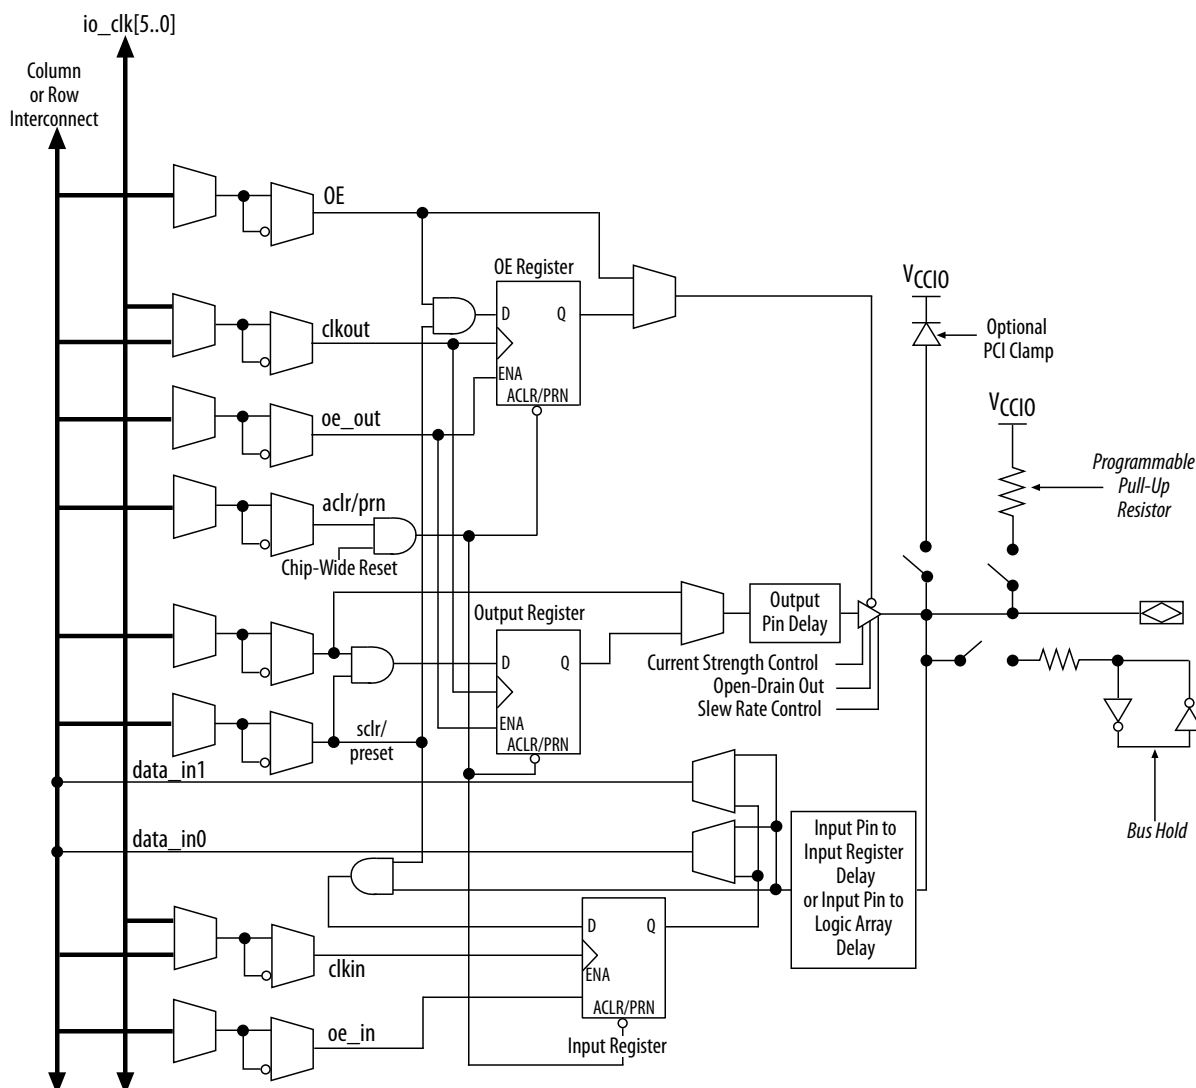 io_clk[5..0]
Column
or Row
Interconnect
OE
OE Register
D
Q
ENA
ACLR/PRN
clkout
oe_out
aclr/prn
Chip-Wide Reset
VCCIO
Optional
PCI Clamp
VCCIO
Programmable
Pull-Up
Resistor
Output Register
D
Q
ENA
ACLR/PRN
Output
Pin Delay
Current Strength Control
Open-Drain Out
Slew Rate Control
sclr/
preset
data_in1
data_in0
Bus Hold
Input Pin to
Input Register
Delay
or Input Pin to
Logic Array
Delay
D
Q
ENA
ACLR/PRN
Input Register
clkin
oe_in